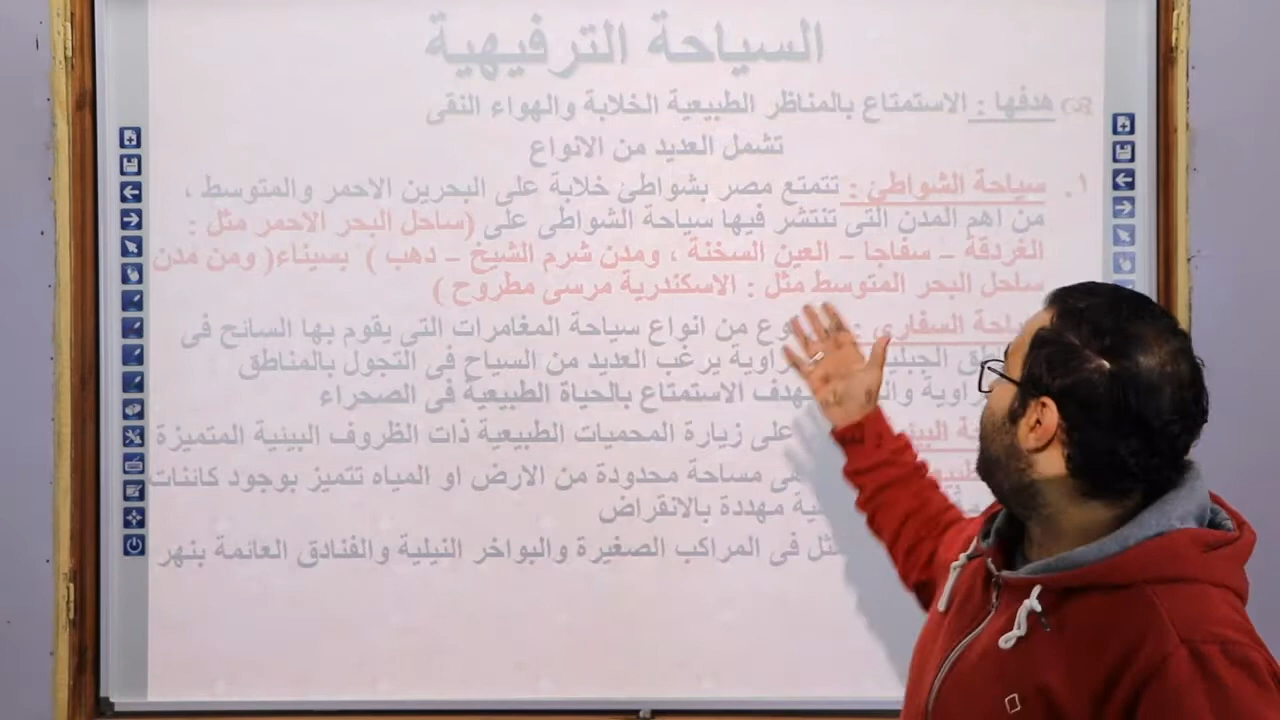 السياحة الترفيهية
هدفها : الاستمتاع بالمناظر الطبيعية الخلابة والهواء النقى
تشمل العديد من الانواع
١. سياحة الشواطئ : تتمتع مصر بشواطئ خلابة على البحرين الاحمر والمتوسط ،
من اهم المدن التى تنتشر فيها سياحة الشواطى على (ساحل البحر الاحمر مثل :
الغردقة – سفاجا – العين السخنة ، ومدن شرم الشيخ – دهب ) بسيناء( ومن مدن
ساحل البحر المتوسط مثل : الاسكندرية مرسى مطروح )
السفارى : من انواع سياحة المغامرات التى يقوم بها السائح فى
يرغب العديد من السياح فى التجول بالمناطق
بهدف الاستمتاع بالحياة الطبيعية فى الصحراء
على زيارة المحميات الطبيعية ذات الظروف البيئية المتميزة
مساحة محدودة من الارض او المياه تتميز بوجود كائنات
مهددة بالانقراض
فى المراكب الصغيرة والبواخر النيلية والفنادق العائمة بنهر